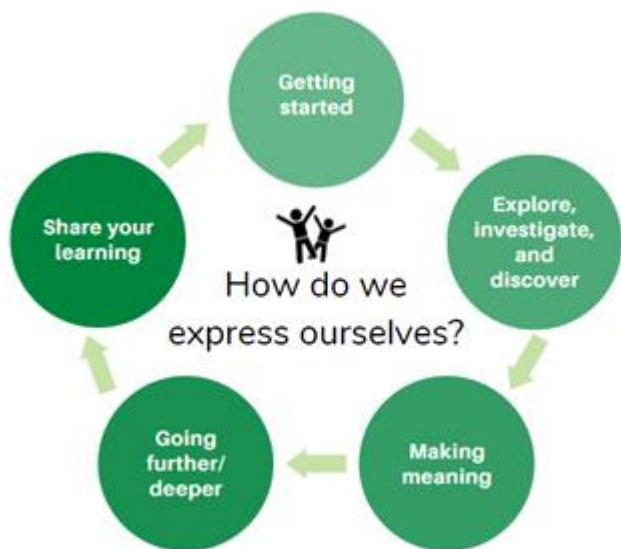 Getting
started
Explore,
investigate,
and
discover
Making
meaning
Going
further/
deeper
Share your
learning
How do we
express ourselves?